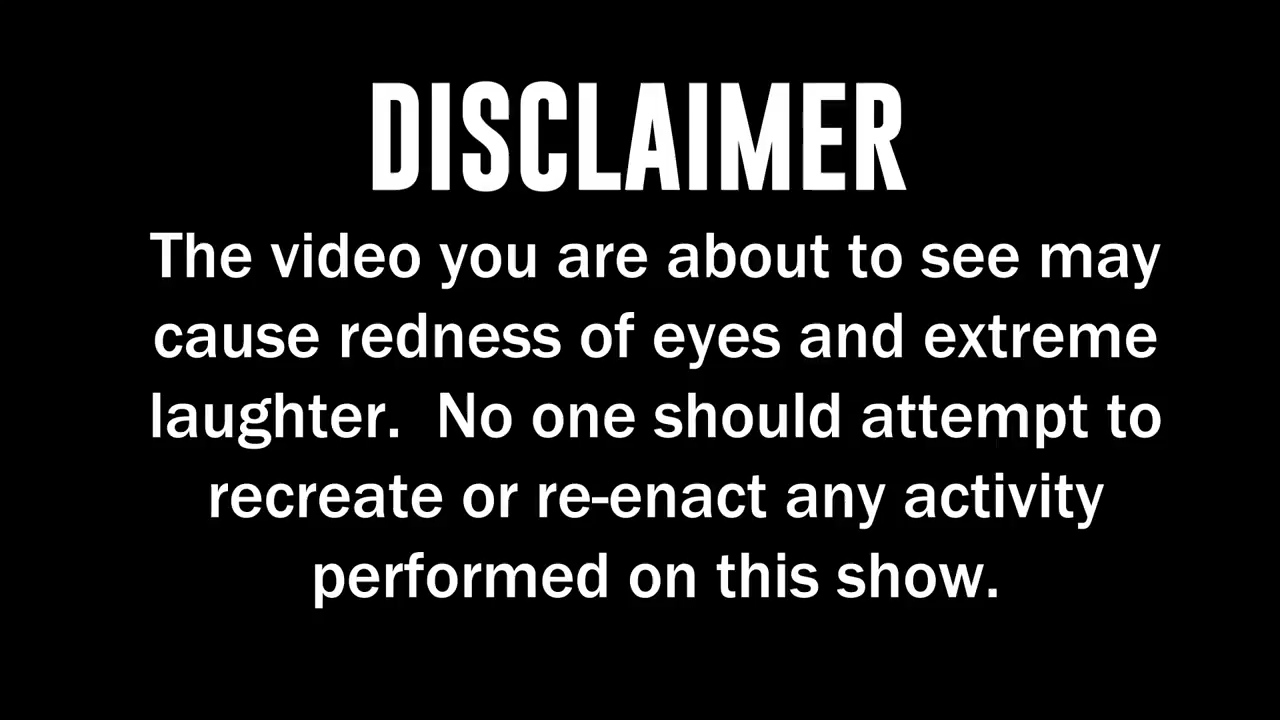 DISCLAIMER
The video you are about to see may
cause redness of eyes and extreme
laughter.  No one should attempt to
recreate or re-enact any activity
performed on this show.